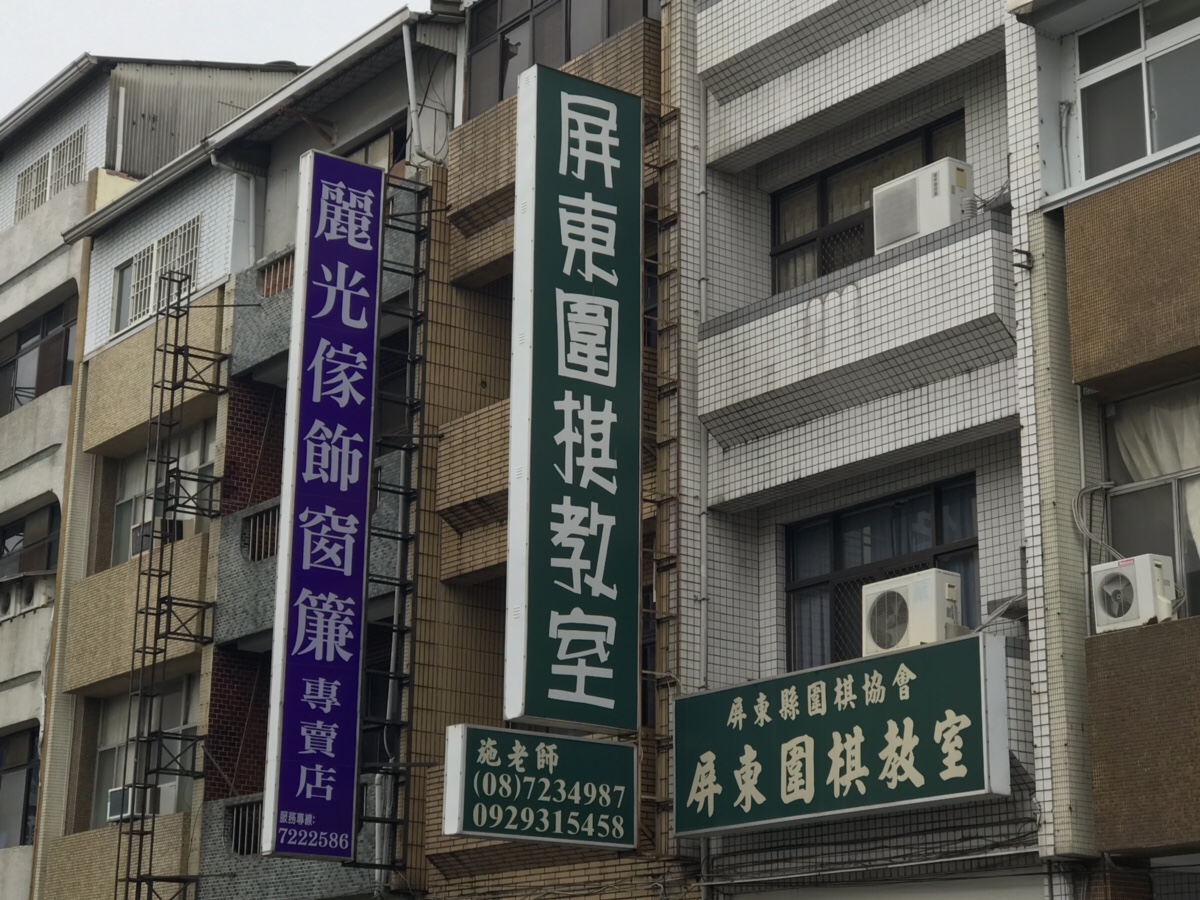 麗光傢飾窗簾專賣店
服務專線:
7222586
屏東圍棋教室
施老師
(08)7234987
0929315458
屏東縣圍棋協會
屏東圍棋教室